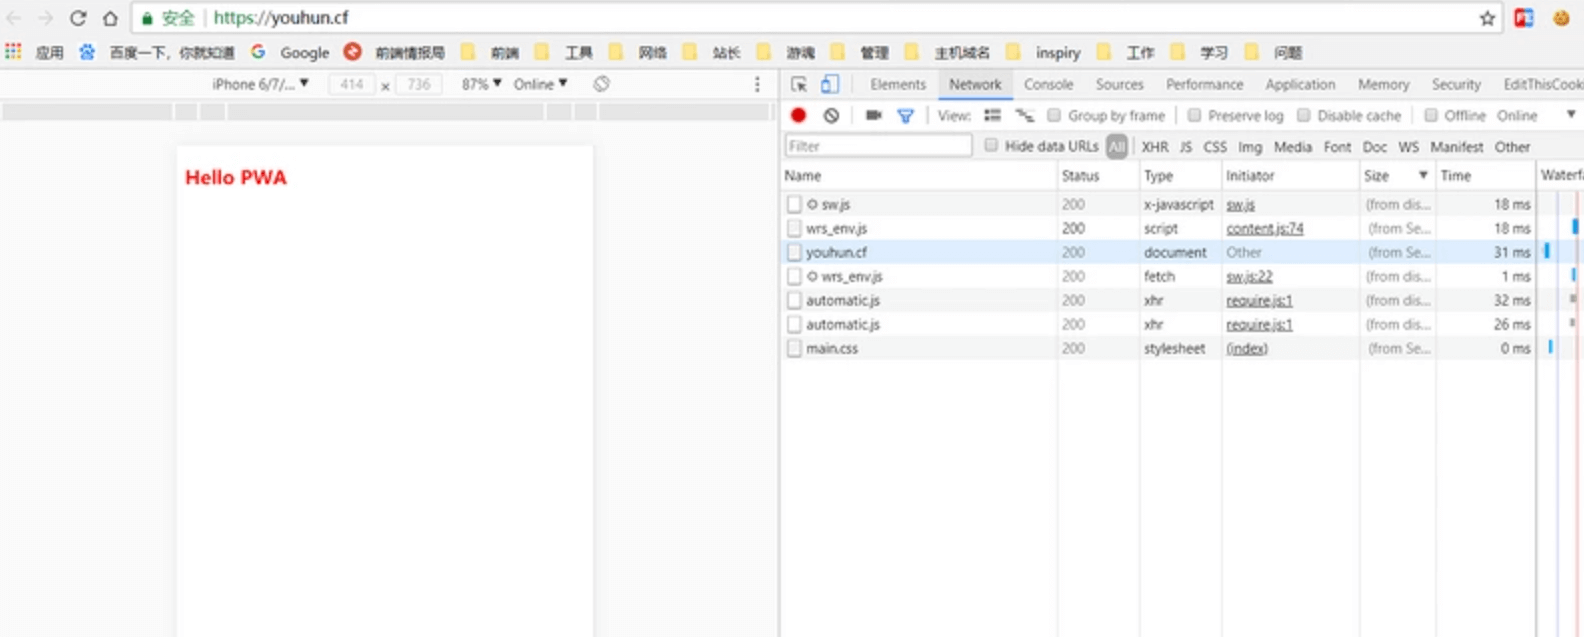 安全 https://youhun.cf
应用 百度一下，你就知道 Google 前端情报局 前端 工具 网络 站长 游魂 管理 主机域名 inspiry 工作 学习 问题
iPhone 6/7/... ▼ 414 x 736 87% ▼ Online ▼
Elements Network Console Sources Performance Application Memory Security EditThisCook
View: Group by frame Preserve log Disable cache Offline Online ▼
Filter Hide data URLs All XHR JS CSS Img Media Font Doc WS Manifest Other
Name Status Type Initiator Size ▼ Time Waterfa
Hello PWA
sw.js 200 x-javascript sw.js (from dis... 18 ms
wrs_env.js 200 script content.js:74 (from Se... 18 ms
youhun.cf 200 document Other (from Se... 31 ms
wrs_env.js 200 fetch sw.js:22 (from dis... 1 ms
automatic.js 200 xhr require.js:1 (from dis... 32 ms
automatic.js 200 xhr require.js:1 (from dis... 26 ms
main.css 200 stylesheet (index) (from Se... 0 ms